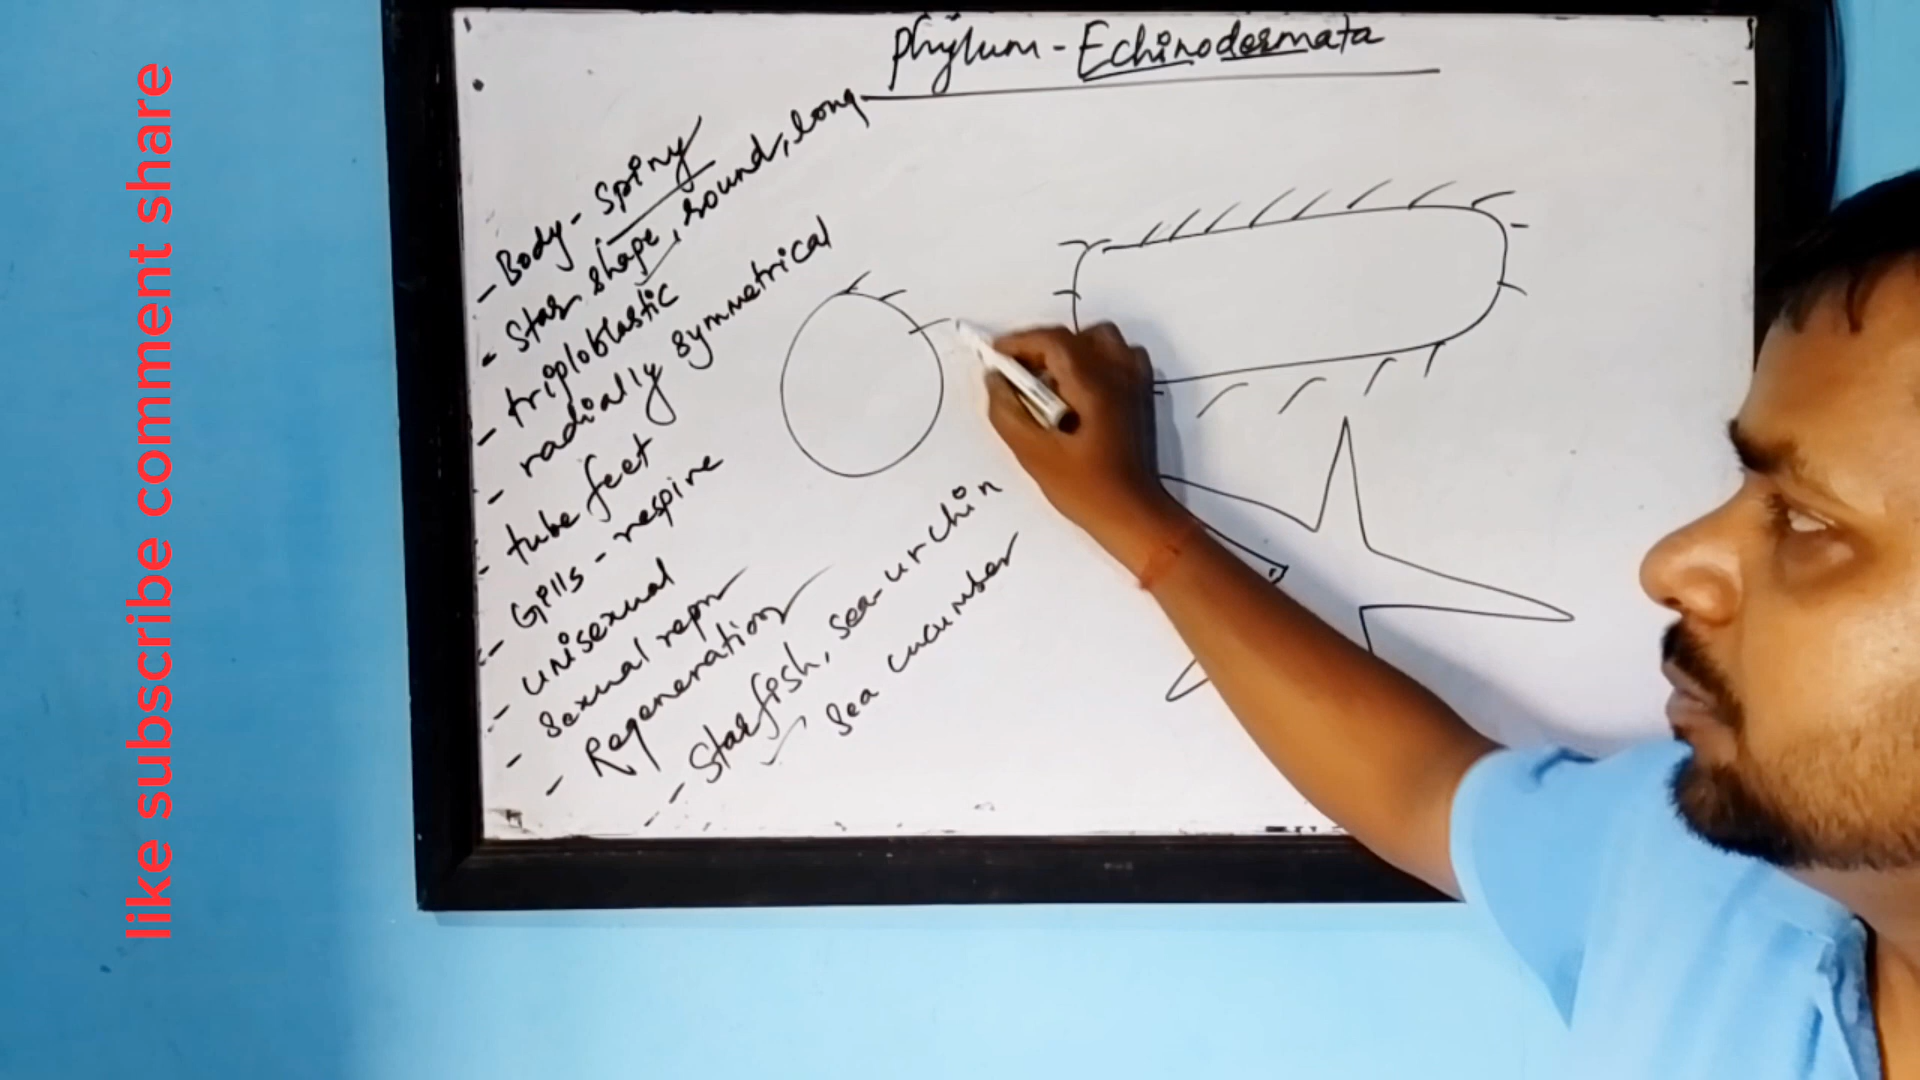 Phylum - Echinodermata
- Body - Spiny
- Star shape, round, long
- triploblastic
- radially symmetrical
- tube feet
- Gills - respire
- unisexual
- sexual repn
- Regeneration
- Starfish, sea-urchin
sea cucumber
like subscribe comment share